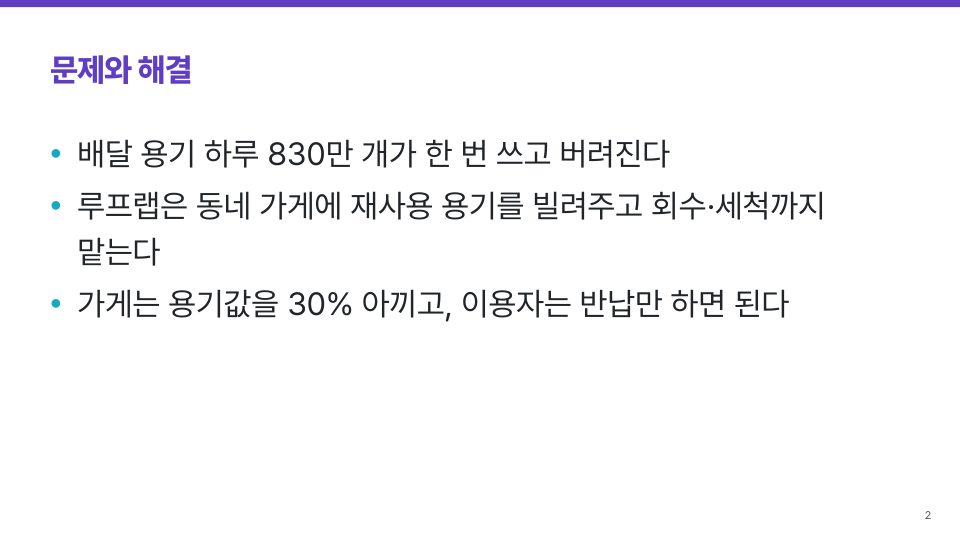 문제와 해결
• 배달 용기 하루 830만 개가 한 번 쓰고 버려진다
• 루프랩은 동네 가게에 재사용 용기를 빌려주고 회수·세척까지
맡는다
• 가게는 용기값을 30% 아끼고, 이용자는 반납만 하면 된다
2